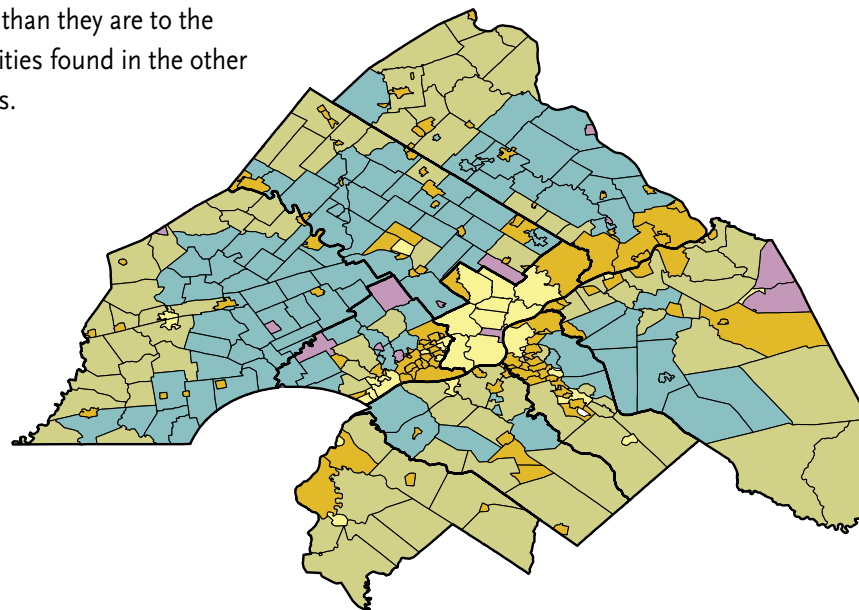 than they are to the
ities found in the other
s.